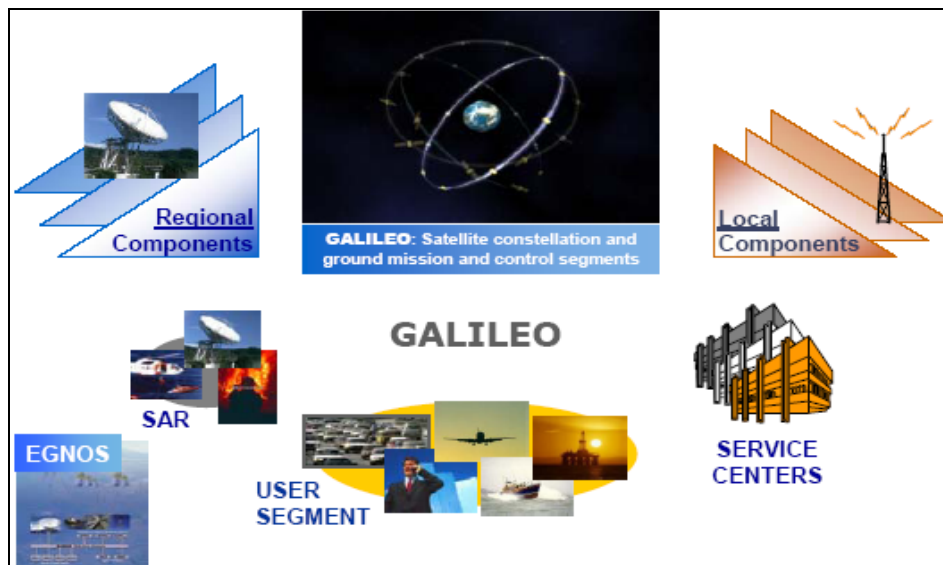 Regional
Components
GALILEO: Satellite constellation and
ground mission and control segments
Local
Components
GALILEO
SAR
EGNOS
USER
SEGMENT
SERVICE
CENTERS